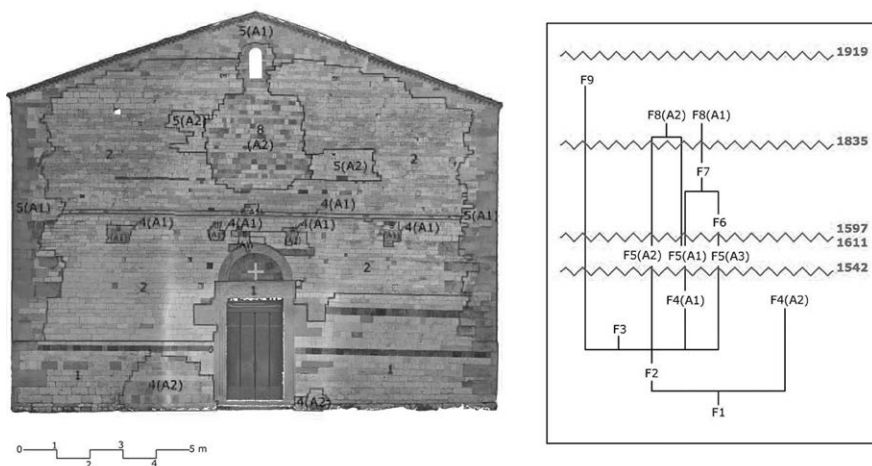 5(A1)
5(A2)
8
(A2)
2
5(A2)
2
5(A1)
4(A1)
4(A1)
4(A1)
4(A1)
4(A1)
5(A1)
2
2
1
1
4(A2)
1
4(A2)
0 1 2 3 4 5 m
1919
F9
F8(A2) F8(A1)
1835
F7
F6
1597
1611
F5(A2) F5(A1) F5(A3)
1542
F4(A1) F4(A2)
F3
F2
F1